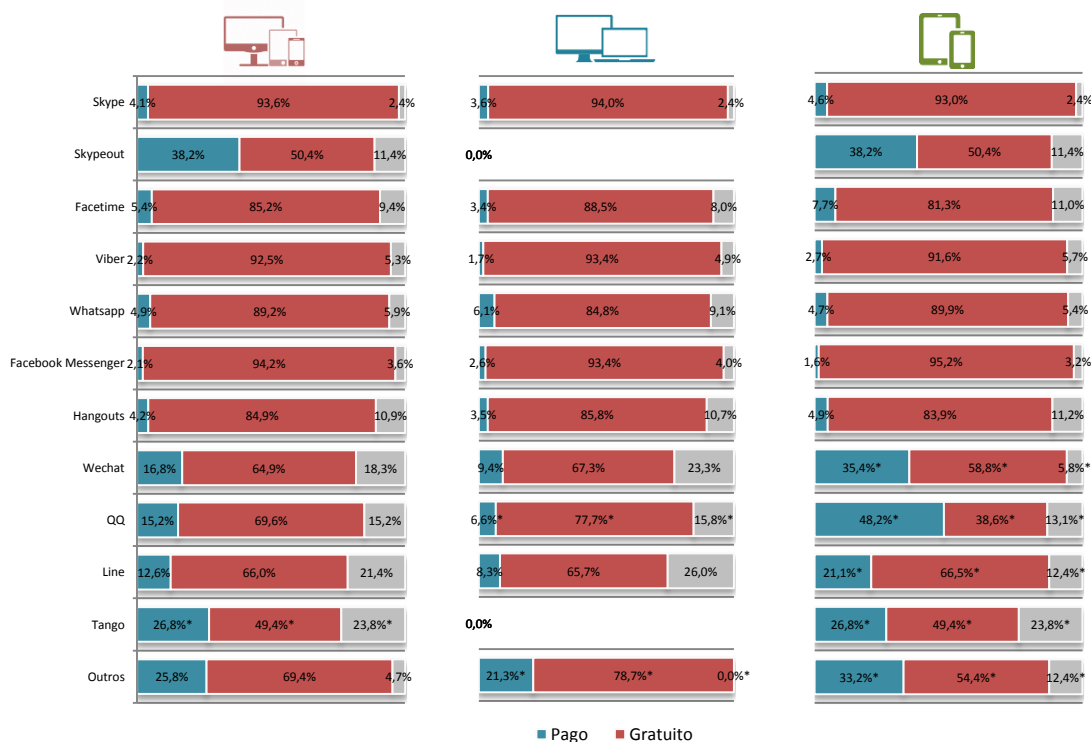 Skype 4,1% 93,6% 2,4% 3,6% 94,0% 2,4% 4,6% 93,0% 2,4%
Skypeout 38,2% 50,4% 11,4% 0,0% 38,2% 50,4% 11,4%
Facetime 5,4% 85,2% 9,4% 3,4% 88,5% 8,0% 7,7% 81,3% 11,0%
Viber 2,2% 92,5% 5,3% 1,7% 93,4% 4,9% 2,7% 91,6% 5,7%
Whatsapp 4,9% 89,2% 5,9% 6,1% 84,8% 9,1% 4,7% 89,9% 5,4%
Facebook Messenger 2,1% 94,2% 3,6% 2,6% 93,4% 4,0% 1,6% 95,2% 3,2%
Hangouts 4,2% 84,9% 10,9% 3,5% 85,8% 10,7% 4,9% 83,9% 11,2%
Wechat 16,8% 64,9% 18,3% 9,4% 67,3% 23,3% 35,4%* 58,8%* 5,8%*
QQ 15,2% 69,6% 15,2% 6,6%* 77,7%* 15,8%* 48,2%* 38,6%* 13,1%*
Line 12,6% 66,0% 21,4% 8,3% 65,7% 26,0% 21,1%* 66,5%* 12,4%*
Tango 26,8%* 49,4%* 23,8%* 0,0% 26,8%* 49,4%* 23,8%*
Outros 25,8% 69,4% 4,7% 21,3%* 78,7%* 0,0%* 33,2%* 54,4%* 12,4%*
Pago Gratuito